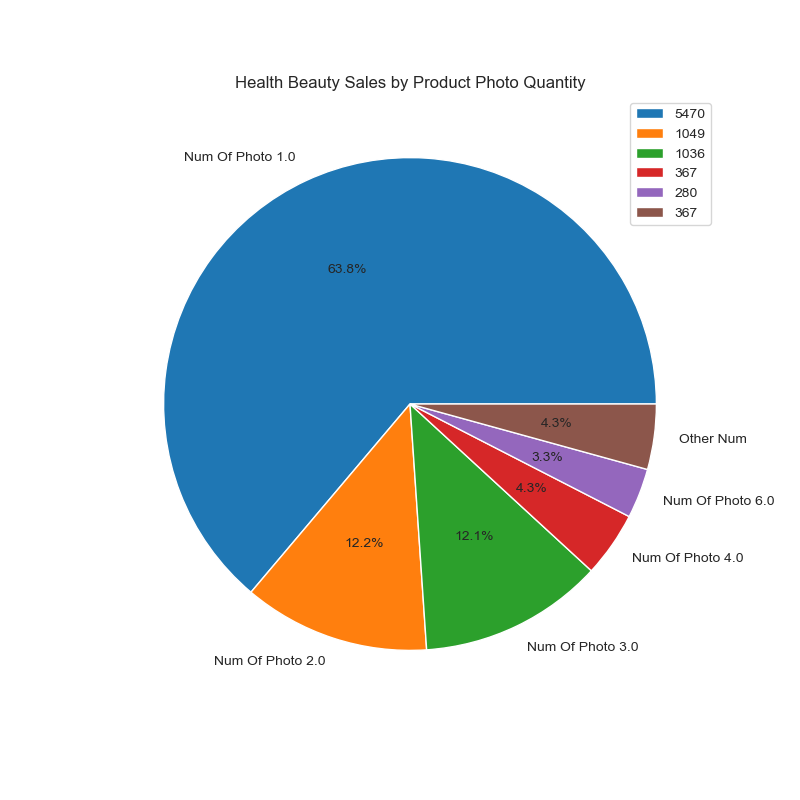 Health Beauty Sales by Product Photo Quantity
5470
1049
1036
367
280
367
Num Of Photo 1.0
63.8%
4.3%
Other Num
3.3%
Num Of Photo 6.0
4.3%
Num Of Photo 4.0
12.1%
Num Of Photo 3.0
12.2%
Num Of Photo 2.0